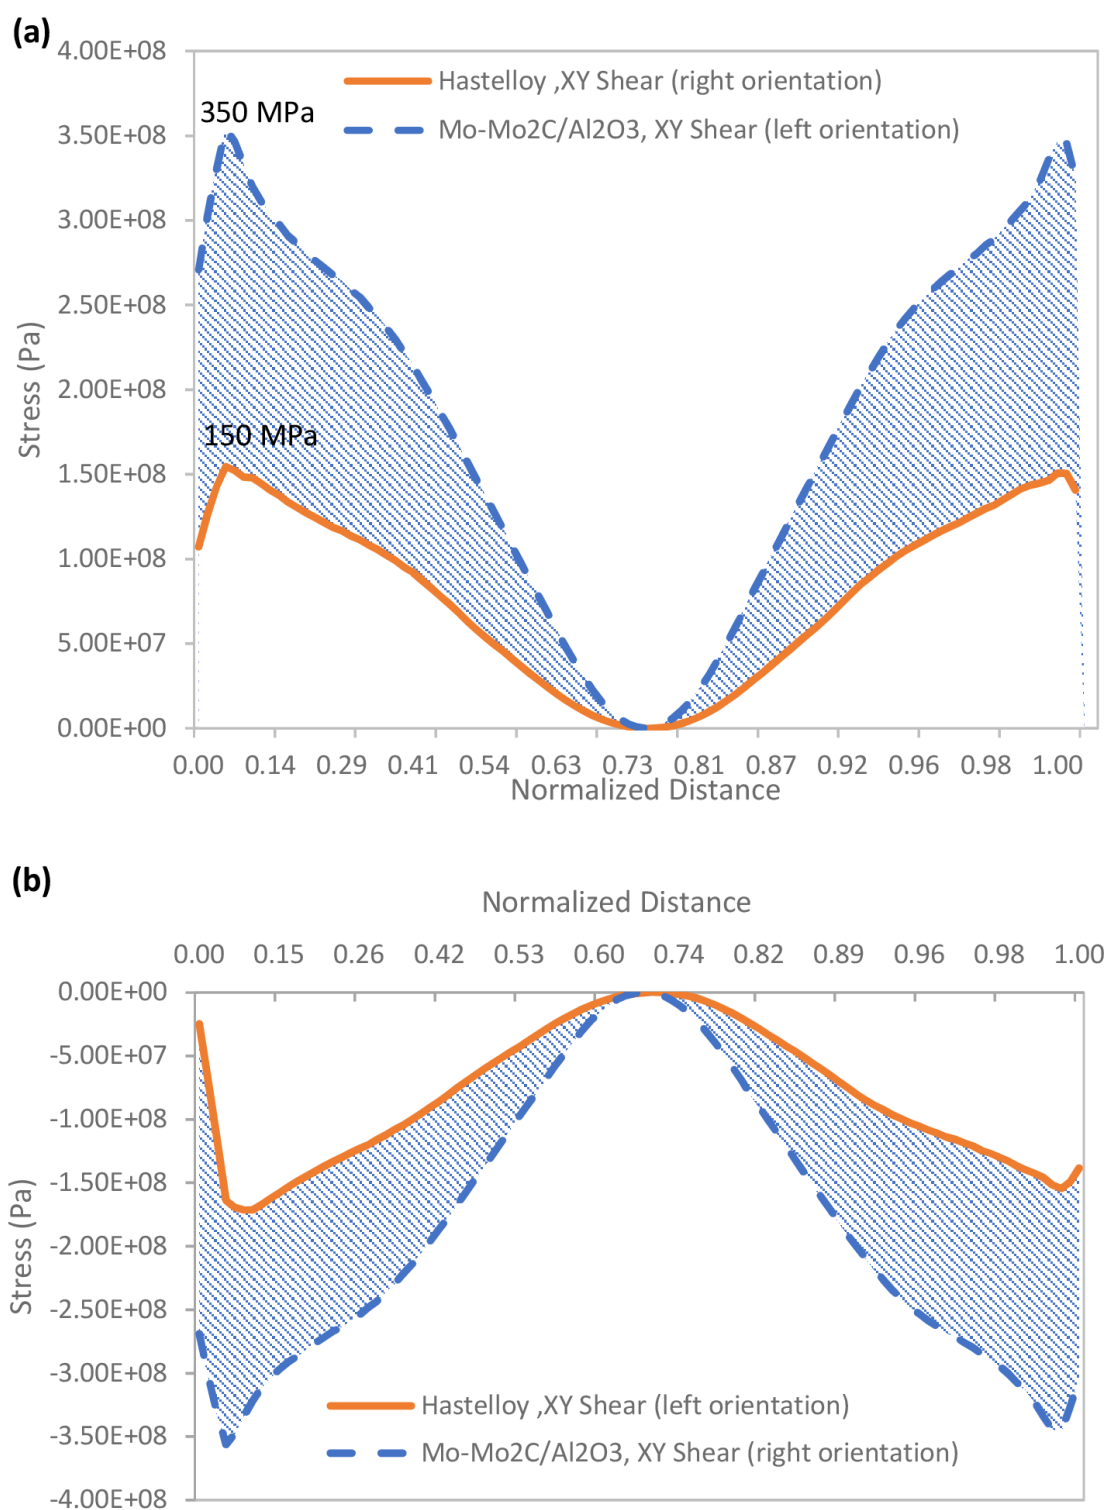 (a)
4.00E+08
Hastelloy ,XY Shear (right orientation)
350 MPa
Mo-Mo2C/Al2O3, XY Shear (left orientation)
3.50E+08
3.00E+08
2.50E+08
Stress (Pa)
2.00E+08
150 MPa
1.50E+08
1.00E+08
5.00E+07
0.00E+00
0.00 0.14 0.29 0.41 0.54 0.63 0.73 0.81 0.87 0.92 0.96 0.98 1.00
Normalized Distance
(b)
Normalized Distance
0.00 0.15 0.26 0.42 0.53 0.60 0.74 0.82 0.89 0.96 0.98 1.00
0.00E+00
-5.00E+07
-1.00E+08
-1.50E+08
Stress (Pa)
-2.00E+08
-2.50E+08
-3.00E+08
Hastelloy ,XY Shear (left orientation)
-3.50E+08
Mo-Mo2C/Al2O3, XY Shear (right orientation)
-4.00E+08